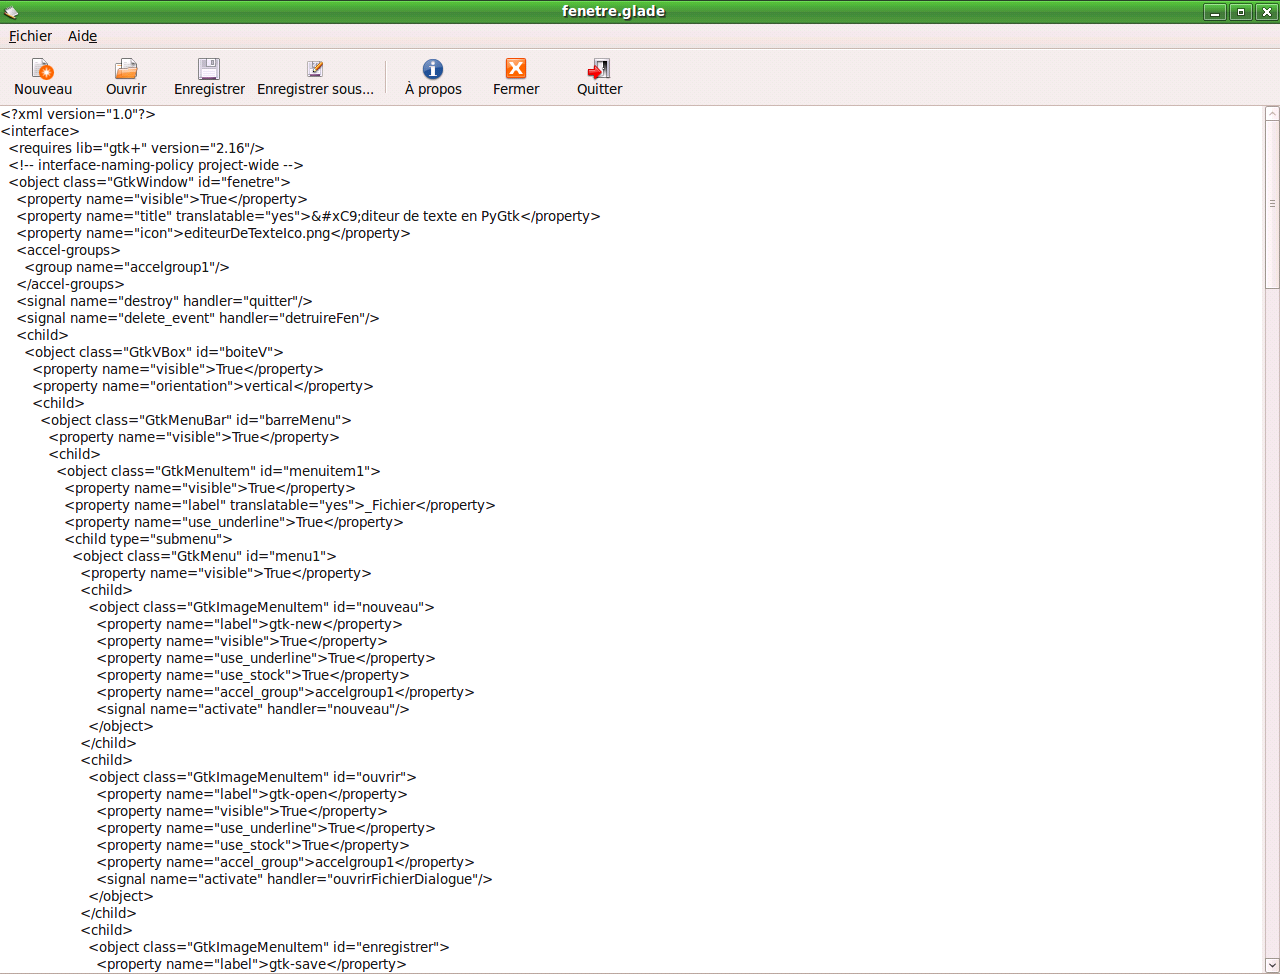 fenetre.glade
Fichier Aide
Nouveau Ouvrir Enregistrer Enregistrer sous... À propos Fermer Quitter
<?xml version="1.0"?>
<interface>
  <requires lib="gtk+" version="2.16"/>
  <!-- interface-naming-policy project-wide -->
  <object class="GtkWindow" id="fenetre">
    <property name="visible">True</property>
    <property name="title" translatable="yes">&#xC9;diteur de texte en PyGtk</property>
    <property name="icon">editeurDeTexteIco.png</property>
    <accel-groups>
      <group name="accelgroup1"/>
    </accel-groups>
    <signal name="destroy" handler="quitter"/>
    <signal name="delete_event" handler="detruireFen"/>
    <child>
      <object class="GtkVBox" id="boiteV">
        <property name="visible">True</property>
        <property name="orientation">vertical</property>
        <child>
          <object class="GtkMenuBar" id="barreMenu">
            <property name="visible">True</property>
            <child>
              <object class="GtkMenuItem" id="menuitem1">
                <property name="visible">True</property>
                <property name="label" translatable="yes">_Fichier</property>
                <property name="use_underline">True</property>
                <child type="submenu">
                  <object class="GtkMenu" id="menu1">
                    <property name="visible">True</property>
                    <child>
                      <object class="GtkImageMenuItem" id="nouveau">
                        <property name="label">gtk-new</property>
                        <property name="visible">True</property>
                        <property name="use_underline">True</property>
                        <property name="use_stock">True</property>
                        <property name="accel_group">accelgroup1</property>
                        <signal name="activate" handler="nouveau"/>
                      </object>
                    </child>
                    <child>
                      <object class="GtkImageMenuItem" id="ouvrir">
                        <property name="label">gtk-open</property>
                        <property name="visible">True</property>
                        <property name="use_underline">True</property>
                        <property name="use_stock">True</property>
                        <property name="accel_group">accelgroup1</property>
                        <signal name="activate" handler="ouvrirFichierDialogue"/>
                      </object>
                    </child>
                    <child>
                      <object class="GtkImageMenuItem" id="enregistrer">
                        <property name="label">gtk-save</property>